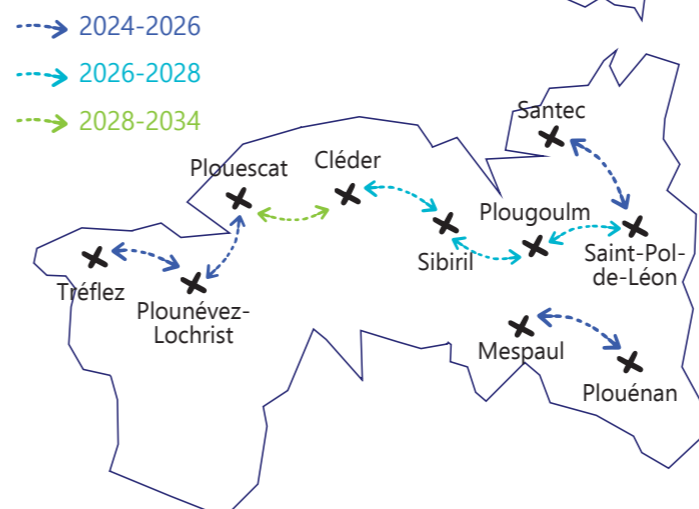 2024-2026
2026-2028
2028-2034
Santec
Cléder
Plouescat
Plougoulm
Sibiril
Saint-Pol-
de-Léon
Tréflez
Plounévez-
Lochrist
Mespaul
Plouénan